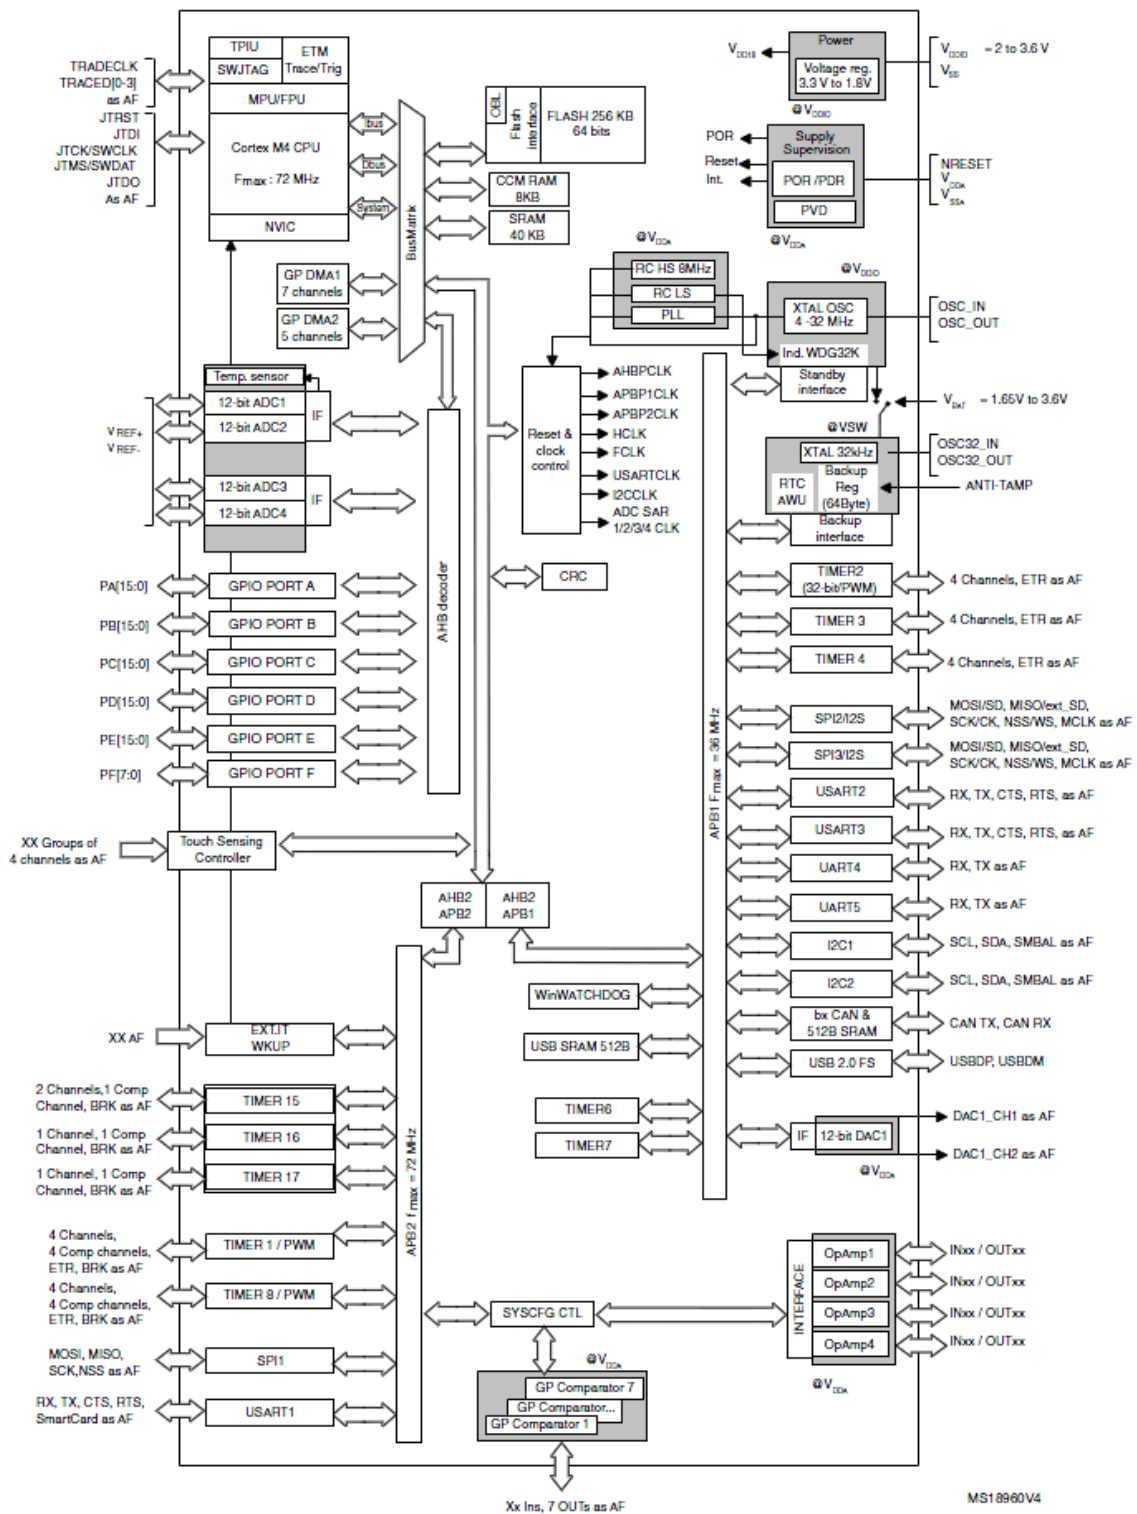 TPIU
SWJTAG
ETM
Trace/Trig
MPU/FPU
Cortex M4 CPU
Fmax : 72 MHz
NVIC
TRADECLK
TRACED[0-3]
as AF
JTRST
JTDI
JTCK/SWCLK
JTMS/SWDAT
JTDO
As AF
Ibus
Dbus
System
BusMatrix
OBL
Flash
interface
FLASH 256 KB
64 bits
CCM RAM
8KB
SRAM
40 KB
GP DMA1
7 channels
GP DMA2
5 channels
Power
Voltage reg.
3.3 V to 1.8V
VDD18
VDDIO = 2 to 3.6 V
VSS
@VDDIO
Supply
Supervision
POR /PDR
PVD
POR
Reset
Int.
NRESET
VDDA
VSSA
@VDDA
@VDDA
RC HS 8MHz
RC LS
PLL
@VDDIO
XTAL OSC
4 -32 MHz
Ind. WDG32K
Standby
interface
OSC_IN
OSC_OUT
VBAT = 1.65V to 3.6V
@VSW
XTAL 32kHz
RTC
AWU
Backup
Reg
(64Byte)
Backup
interface
OSC32_IN
OSC32_OUT
ANTI-TAMP
Reset &
clock
control
AHBPCLK
APBP1CLK
APBP2CLK
HCLK
FCLK
USARTCLK
I2CCLK
ADC SAR
1/2/3/4 CLK
Temp. sensor
12-bit ADC1
12-bit ADC2
IF
12-bit ADC3
12-bit ADC4
IF
VREF+
VREF-
AHB decoder
CRC
PA[15:0]
GPIO PORT A
PB[15:0]
GPIO PORT B
PC[15:0]
GPIO PORT C
PD[15:0]
GPIO PORT D
PE[15:0]
GPIO PORT E
PF[7:0]
GPIO PORT F
XX Groups of
4 channels as AF
Touch Sensing
Controller
AHB2
APB2
AHB2
APB1
APB1 Fmax = 36 MHz
TIMER2
(32-bit/PWM)
4 Channels, ETR as AF
TIMER 3
4 Channels, ETR as AF
TIMER 4
4 Channels, ETR as AF
SPI2/I2S
MOSI/SD, MISO/ext_SD,
SCK/CK, NSS/WS, MCLK as AF
SPI3/I2S
MOSI/SD, MISO/ext_SD,
SCK/CK, NSS/WS, MCLK as AF
USART2
RX, TX, CTS, RTS, as AF
USART3
RX, TX, CTS, RTS, as AF
UART4
RX, TX as AF
UART5
RX, TX as AF
I2C1
SCL, SDA, SMBAL as AF
I2C2
SCL, SDA, SMBAL as AF
bx CAN &
512B SRAM
CAN TX, CAN RX
USB 2.0 FS
USBDP, USBDM
WinWATCHDOG
USB SRAM 512B
TIMER6
TIMER7
IF
12-bit DAC1
DAC1_CH1 as AF
DAC1_CH2 as AF
@VDDA
XX AF
EXT.IT
WKUP
2 Channels,1 Comp
Channel, BRK as AF
TIMER 15
1 Channel, 1 Comp
Channel, BRK as AF
TIMER 16
1 Channel, 1 Comp
Channel, BRK as AF
TIMER 17
4 Channels,
4 Comp channels,
ETR, BRK as AF
TIMER 1 / PWM
4 Channels,
4 Comp channels,
ETR, BRK as AF
TIMER 8 / PWM
MOSI, MISO,
SCK,NSS as AF
SPI1
RX, TX, CTS, RTS,
SmartCard as AF
USART1
APB2 fmax = 72 MHz
SYSCFG CTL
@VDDA
GP Comparator 7
GP Comparator...
GP Comparator 1
Xx Ins, 7 OUTs as AF
INTERFACE
OpAmp1
INxx / OUTxx
OpAmp2
INxx / OUTxx
OpAmp3
INxx / OUTxx
OpAmp4
INxx / OUTxx
@VDDA
MS18960V4